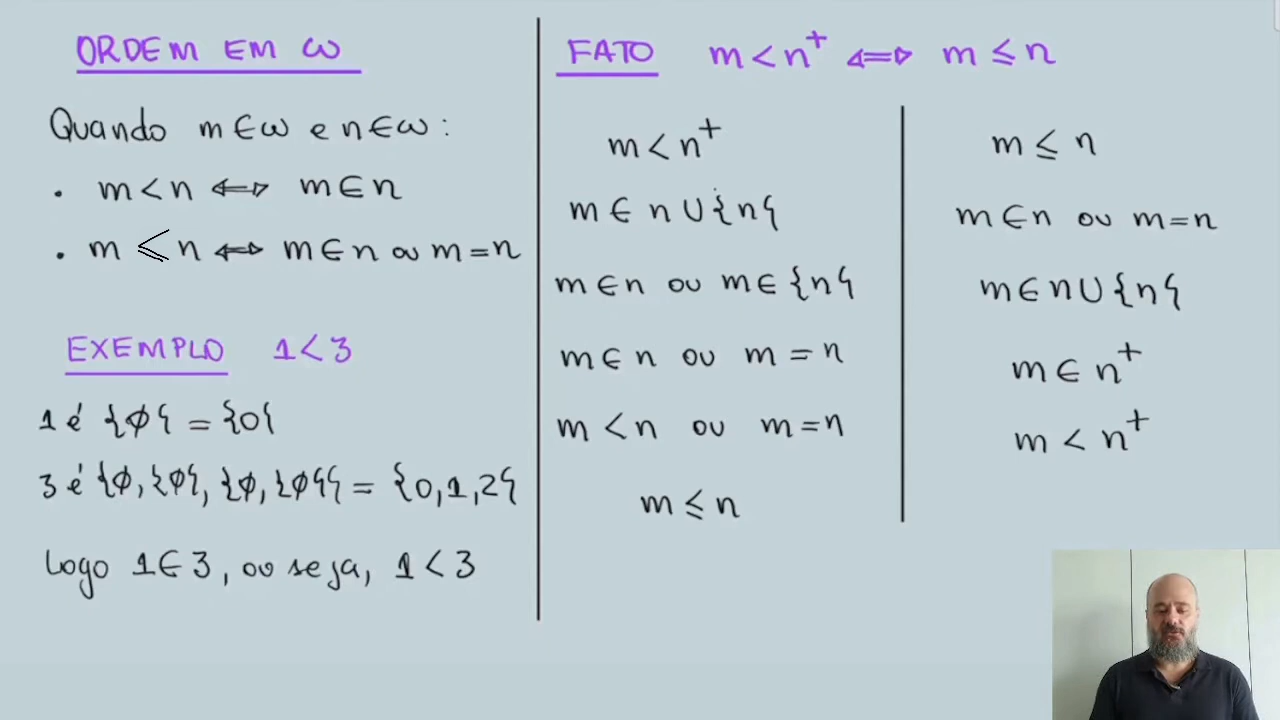 ORDEM EM ω
Quando m∈ω e n∈ω:
• m<n ⇔ m∈n
• m⩽n ⇔ m∈n ou m=n
EXEMPLO 1<3
1 é {∅} = {0}
3 é {∅,{∅},{∅,{∅}} = {0,1,2}
Logo 1∈3, ou seja, 1<3
FATO m<n⁺ ⇔ m≤n
m<n⁺
m∈n∪{n}
m∈n ou m∈{n}
m∈n ou m=n
m<n ou m=n
m≤n
m≤n
m∈n ou m=n
m∈n∪{n}
m∈n⁺
m<n⁺